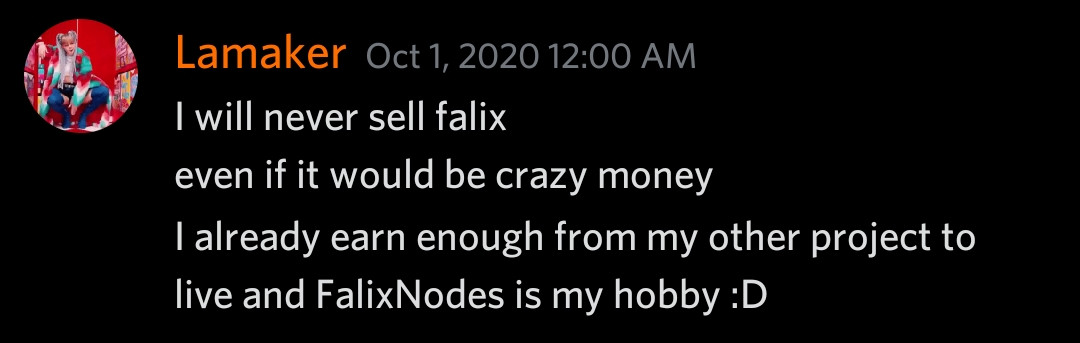 Lamaker Oct 1, 2020 12:00 AM
I will never sell falix
even if it would be crazy money
I already earn enough from my other project to
live and FalixNodes is my hobby :D